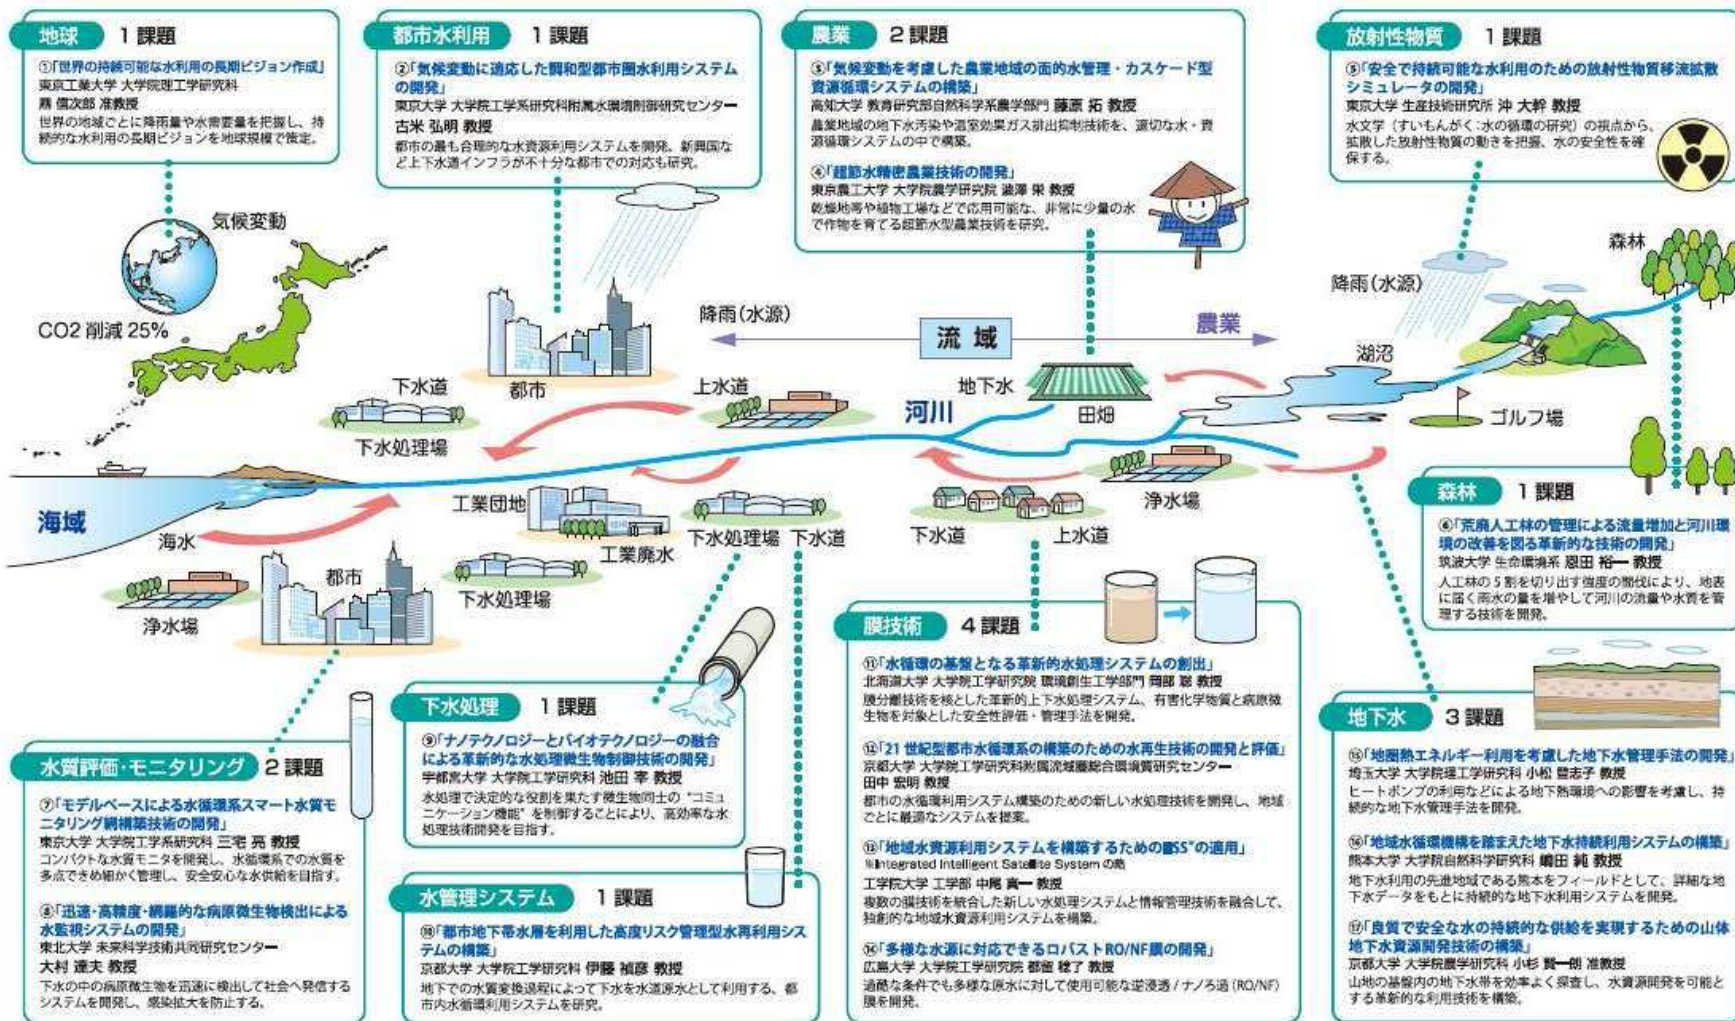 地球 1課題
①「世界の持続可能な水利用の長期ビジョン作成」
東京工業大学 大学院理工学研究科
鼎 信次郎 准教授
世界の地域ごとに降雨量や水需要量を把握し、持
続的な水利用の長期ビジョンを地球規模で策定。
都市水利用 1課題
②「気候変動に適応した調和型都市圏水利用システム
の開発」
東京大学 大学院工学系研究科附属水環境制御研究センター
古米 弘明 教授
都市の最も合理的な水資源利用システムを開発。新興国な
ど上下水道インフラが不十分な都市での対応も研究。
農業 2課題
③「気候変動を考慮した農業地域の面的水管理・カスケード型
資源循環システムの構築」
高知大学 教育研究部自然科学系農学部門 藤原 拓 教授
農業地域の地下水汚染や温室効果ガス排出抑制技術を、適切な水・資
源循環システムの中で構築。
④「超節水精密農業技術の開発」
東京農工大学 大学院農学研究院 澁澤 栄 教授
乾燥地帯や植物工場などで応用可能な、非常に少量の水
で作物を育てる超節水型農業技術を研究。
放射性物質 1課題
⑤「安全で持続可能な水利用のための放射性物質移流拡散
シミュレータの開発」
東京大学 生産技術研究所 沖 大幹 教授
水文学（すいもんがく：水の循環の研究）の視点から、
拡散した放射性物質の動きを把握、水の安全性を確
保する。
気候変動
CO2 削減 25%
降雨(水源)
流域
農業
降雨(水源)
森林
湖沼
ゴルフ場
下水道
下水処理場
都市
上水道
河川
地下水
田畑
浄水場
海域
海水
工業団地
工業廃水
下水処理場
下水道
下水道
上水道
浄水場
都市
下水処理場
森林 1課題
⑥「荒廃人工林の管理による流量増加と河川環
境の改善を図る革新的な技術の開発」
筑波大学 生命環境系 恩田 裕一 教授
人工林の5割を切り出す強度の間伐により、地表
に届く雨水の量を増やして河川の流量や水質を管
理する技術を開発。
水質評価・モニタリング 2課題
⑦「モデルベースによる水循環系スマート水質モ
ニタリング網構築技術の開発」
東京大学 大学院工学系研究科 三宅 亮 教授
コンパクトな水質モニタを開発し、水循環系での水質を
多点できめ細かく管理し、安全安心な水供給を目指す。
⑧「迅速・高精度・網羅的な病原微生物検出による
水監視システムの開発」
東北大学 未来科学技術共同研究センター
大村 達夫 教授
下水の中の病原微生物を迅速に検出して社会へ発信する
システムを開発し、感染拡大を防止する。
下水処理 1課題
⑨「ナノテクノロジーとバイオテクノロジーの融合
による革新的な水処理微生物制御技術の開発」
宇都宮大学 大学院工学研究科 池田 宰 教授
水処理で決定的な役割を果たす微生物同士の“コミュ
ニケーション機能”を制御することにより、高効率な水
処理技術開発を目指す。
水管理システム 1課題
⑩「都市地下帯水層を利用した高度リスク管理型水再利用シス
テムの構築」
京都大学 大学院工学研究科 伊藤 禎彦 教授
地下での水質変換過程によって下水を水道原水として利用する、都
市内水循環利用システムを研究。
膜技術 4課題
⑪「水循環の基盤となる革新的水処理システムの創出」
北海道大学 大学院工学研究院 環境創生工学部門 岡部 聡 教授
膜分離技術を核とした革新的上下水処理システム、有害化学物質と病原微
生物を対象とした安全性評価・管理手法を開発。
⑫「21世紀型都市水循環系の構築のための水再生技術の開発と評価」
京都大学 大学院工学研究科附属流域圏総合環境質研究センター
田中 宏明 教授
都市の水循環利用システム構築のための新しい水処理技術を開発し、地域
ごとに最適なシステムを提案。
⑬「地域水資源利用システムを構築するための SS*の適用」
※Integrated Intelligent Satellite System の略
工学院大学 工学部 中尾 真一 教授
複数の膜技術を統合した新しい水処理システムと情報管理技術を融合して、
独創的な地域水資源利用システムを構築。
⑭「多様な水源に対応できるロバストRO/NF膜の開発」
広島大学 大学院工学研究院 都留 稔了 教授
過酷な条件でも多様な原水に対して使用可能な逆浸透/ナノろ過(RO/NF)
膜を開発。
地下水 3課題
⑮「地圏熱エネルギー利用を考慮した地下水管理手法の開発」
埼玉大学 大学院理工学研究科 小松 登志子 教授
ヒートポンプの利用などによる地下熱環境への影響を考慮し、持
続的な地下水管理手法を開発。
⑯「地域水循環機構を踏まえた地下水持続利用システムの構築」
熊本大学 大学院自然科学研究科 嶋田 純 教授
地下水利用の先進地域である熊本をフィールドとして、詳細な地
下水データをもとに持続的な地下水利用システムを開発。
⑰「良質で安全な水の持続的な供給を実現するための山体
地下水資源開発技術の構築」
京都大学 大学院農学研究科 小杉 賢一朗 准教授
山地の基盤内の地下水帯を効率よく探査し、水資源開発を可能と
する革新的な利用技術を構築。